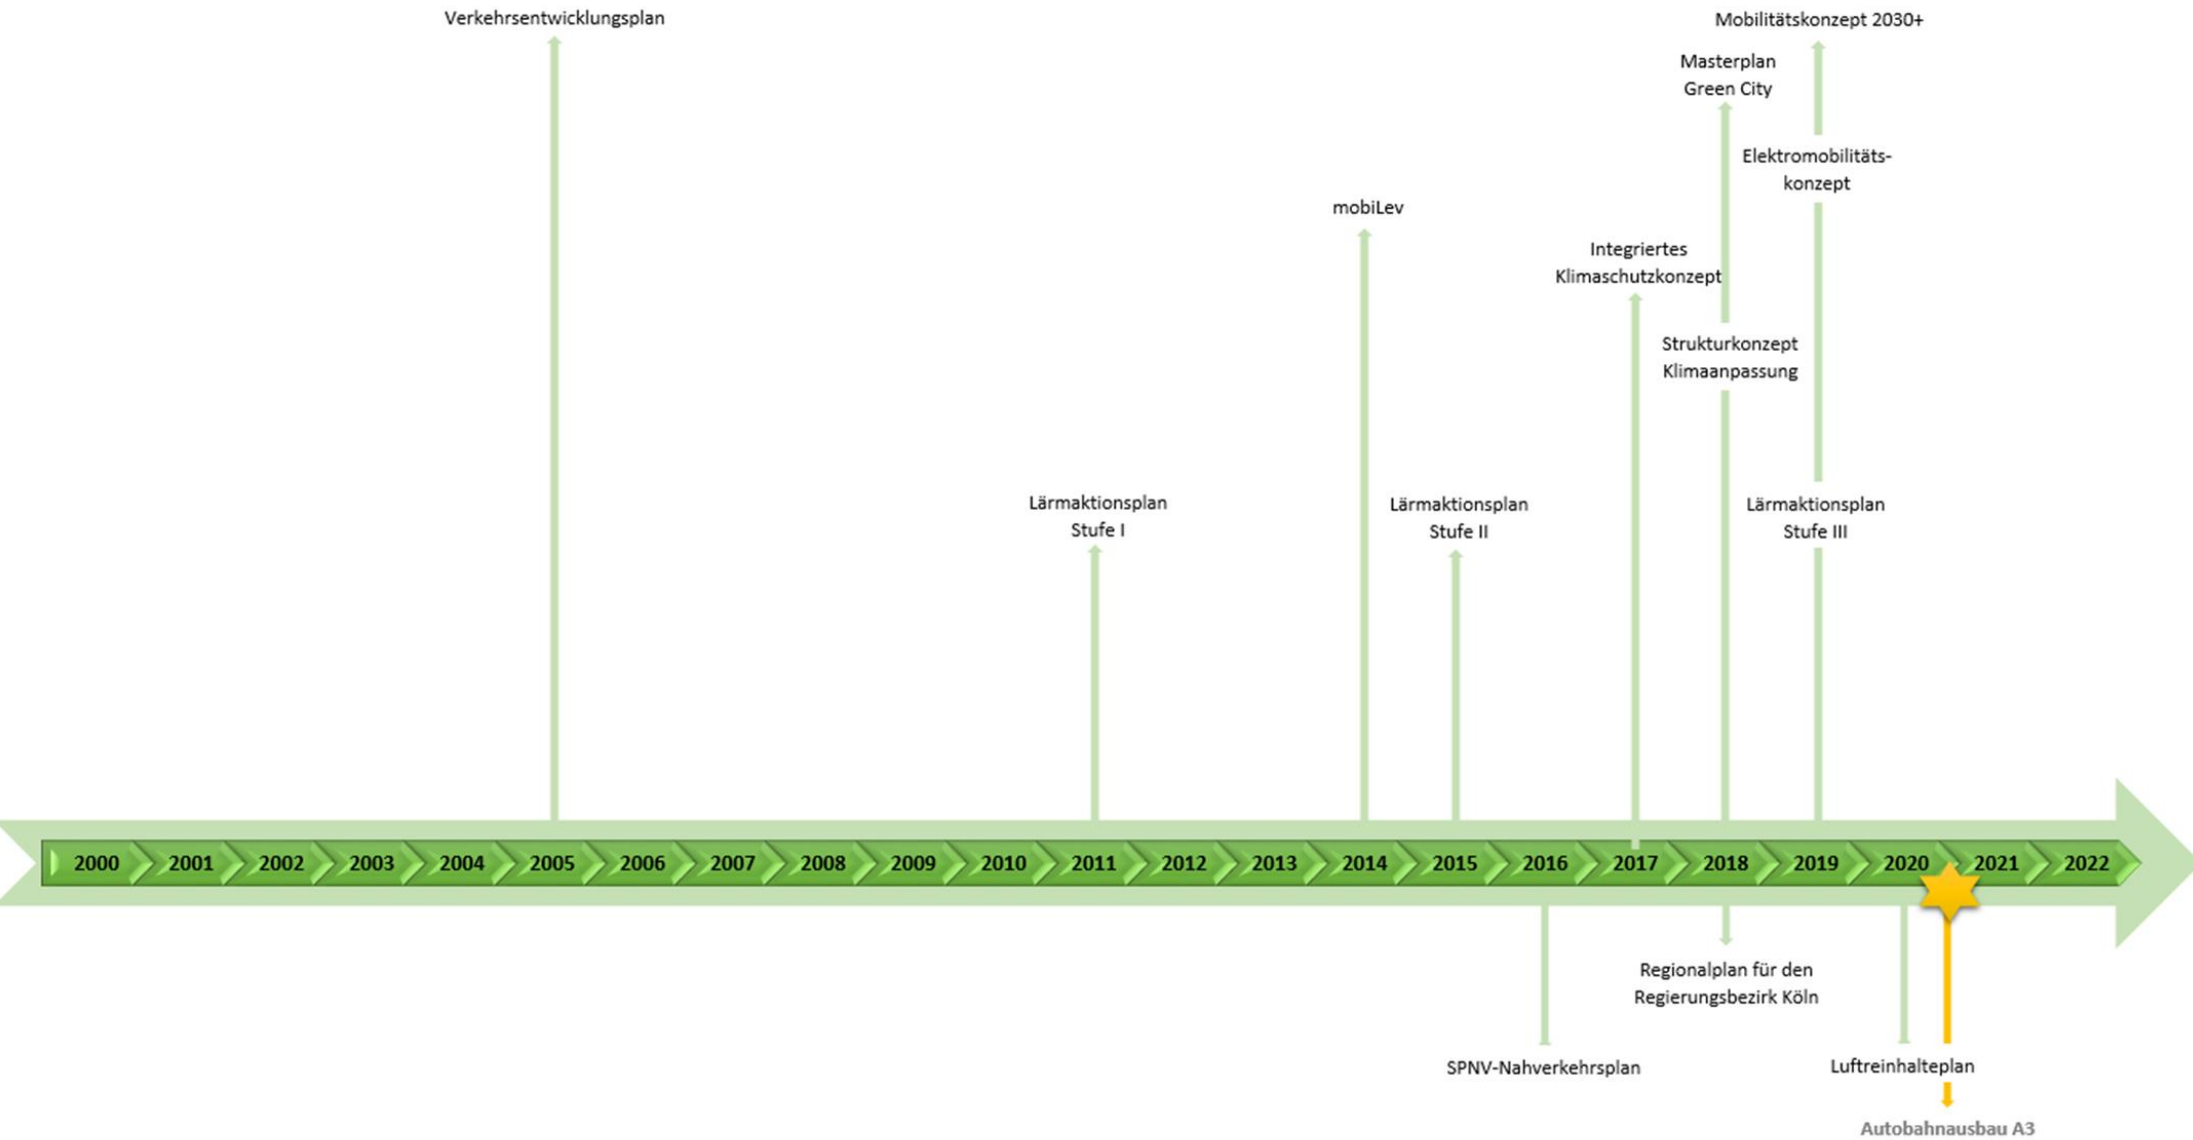 Verkehrsentwicklungsplan
Mobilitätskonzept 2030+
Masterplan
Green City
Elektromobilitäts-
konzept
mobiLev
Integriertes
Klimaschutzkonzept
Strukturkonzept
Klimaanpassung
Lärmaktionsplan
Stufe I
Lärmaktionsplan
Stufe II
Lärmaktionsplan
Stufe III
2000 2001 2002 2003 2004 2005 2006 2007 2008 2009 2010 2011 2012 2013 2014 2015 2016 2017 2018 2019 2020 2021 2022
Regionalplan für den
Regierungsbezirk Köln
SPNV-Nahverkehrsplan
Luftreinhalteplan
Autobahnausbau A3